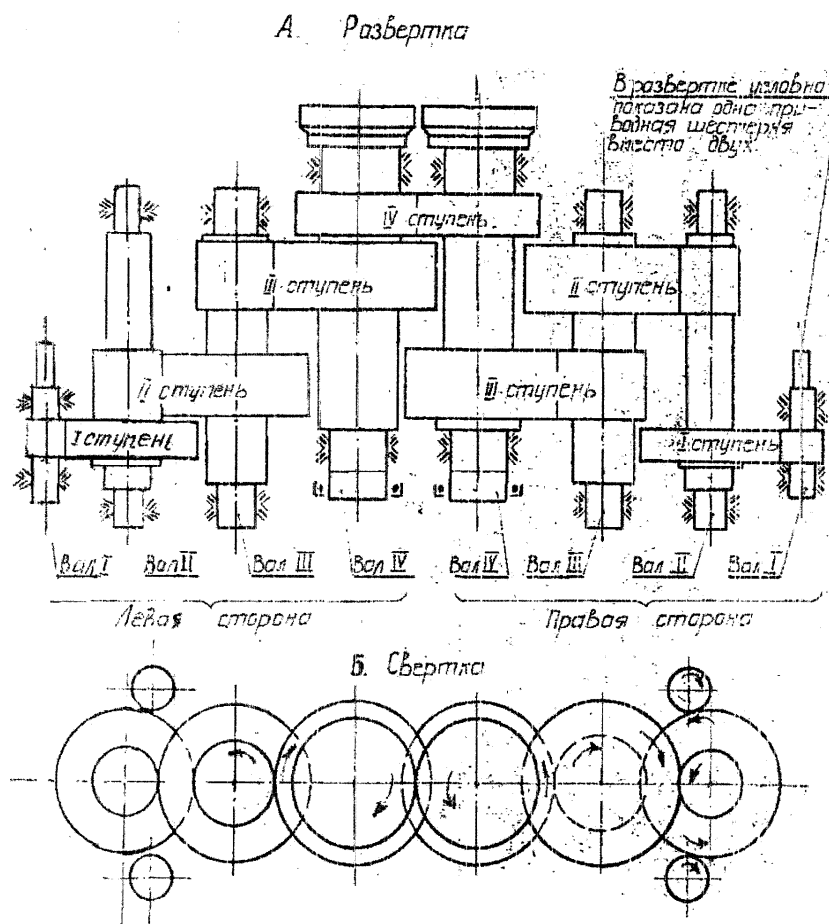 А. Развертка
В развертке условно
показана одна при-
водная шестерня
вместо двух.
IV ступень
III ступень
II ступень
II ступень
III ступень
I ступень
I ступень
Вал I
Вал II
Вал III
Вал IV
Вал IV
Вал III
Вал II
Вал I
Левая сторона
Правая сторона
Б. Свертка